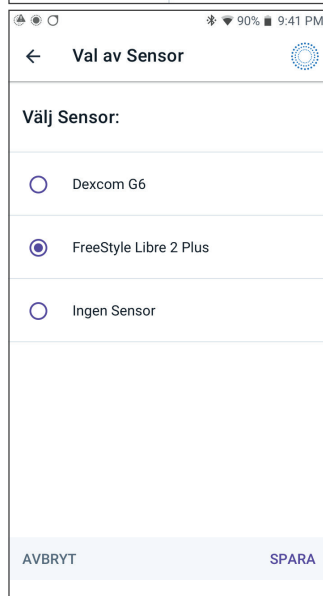 90% 9:41 PM
Val av Sensor
Välj Sensor:
Dexcom G6
FreeStyle Libre 2 Plus
Ingen Sensor
AVBRYT SPARA